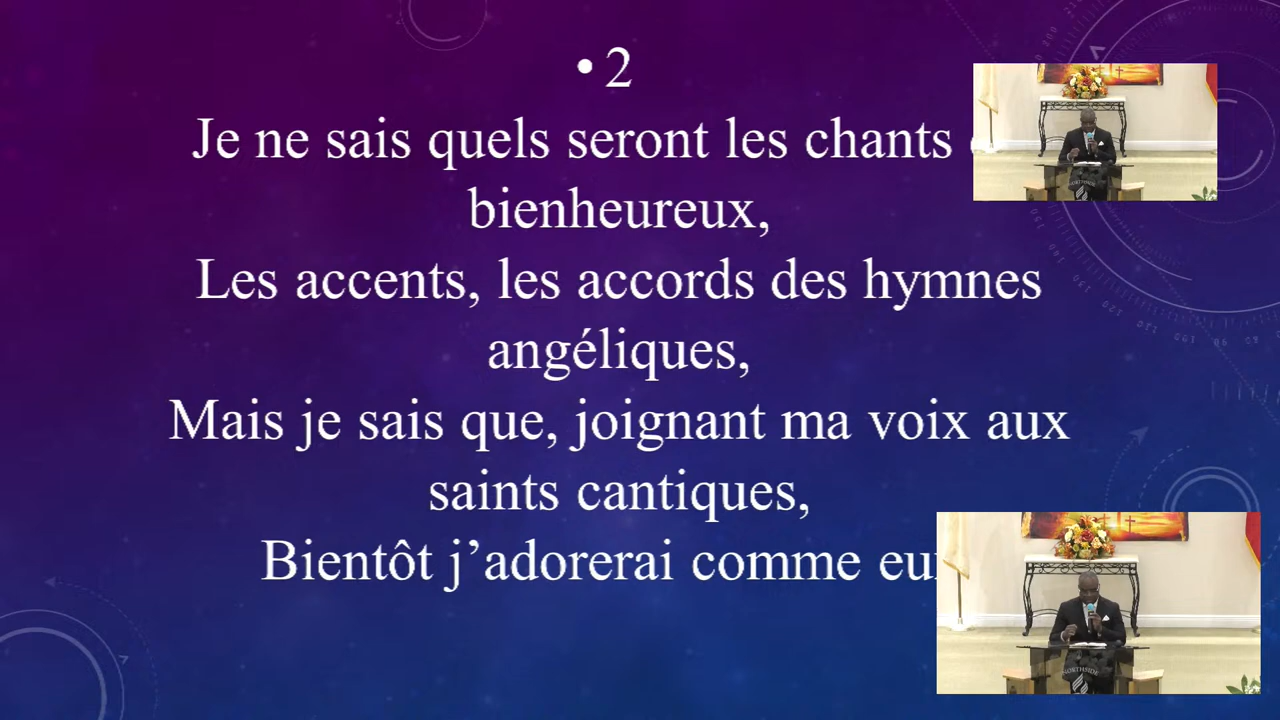 • 2
Je ne sais quels seront les chants
bienheureux,
Les accents, les accords des hymnes
angéliques,
Mais je sais que, joignant ma voix aux
saints cantiques,
Bientôt j’adorerai comme
NORTHSIDE